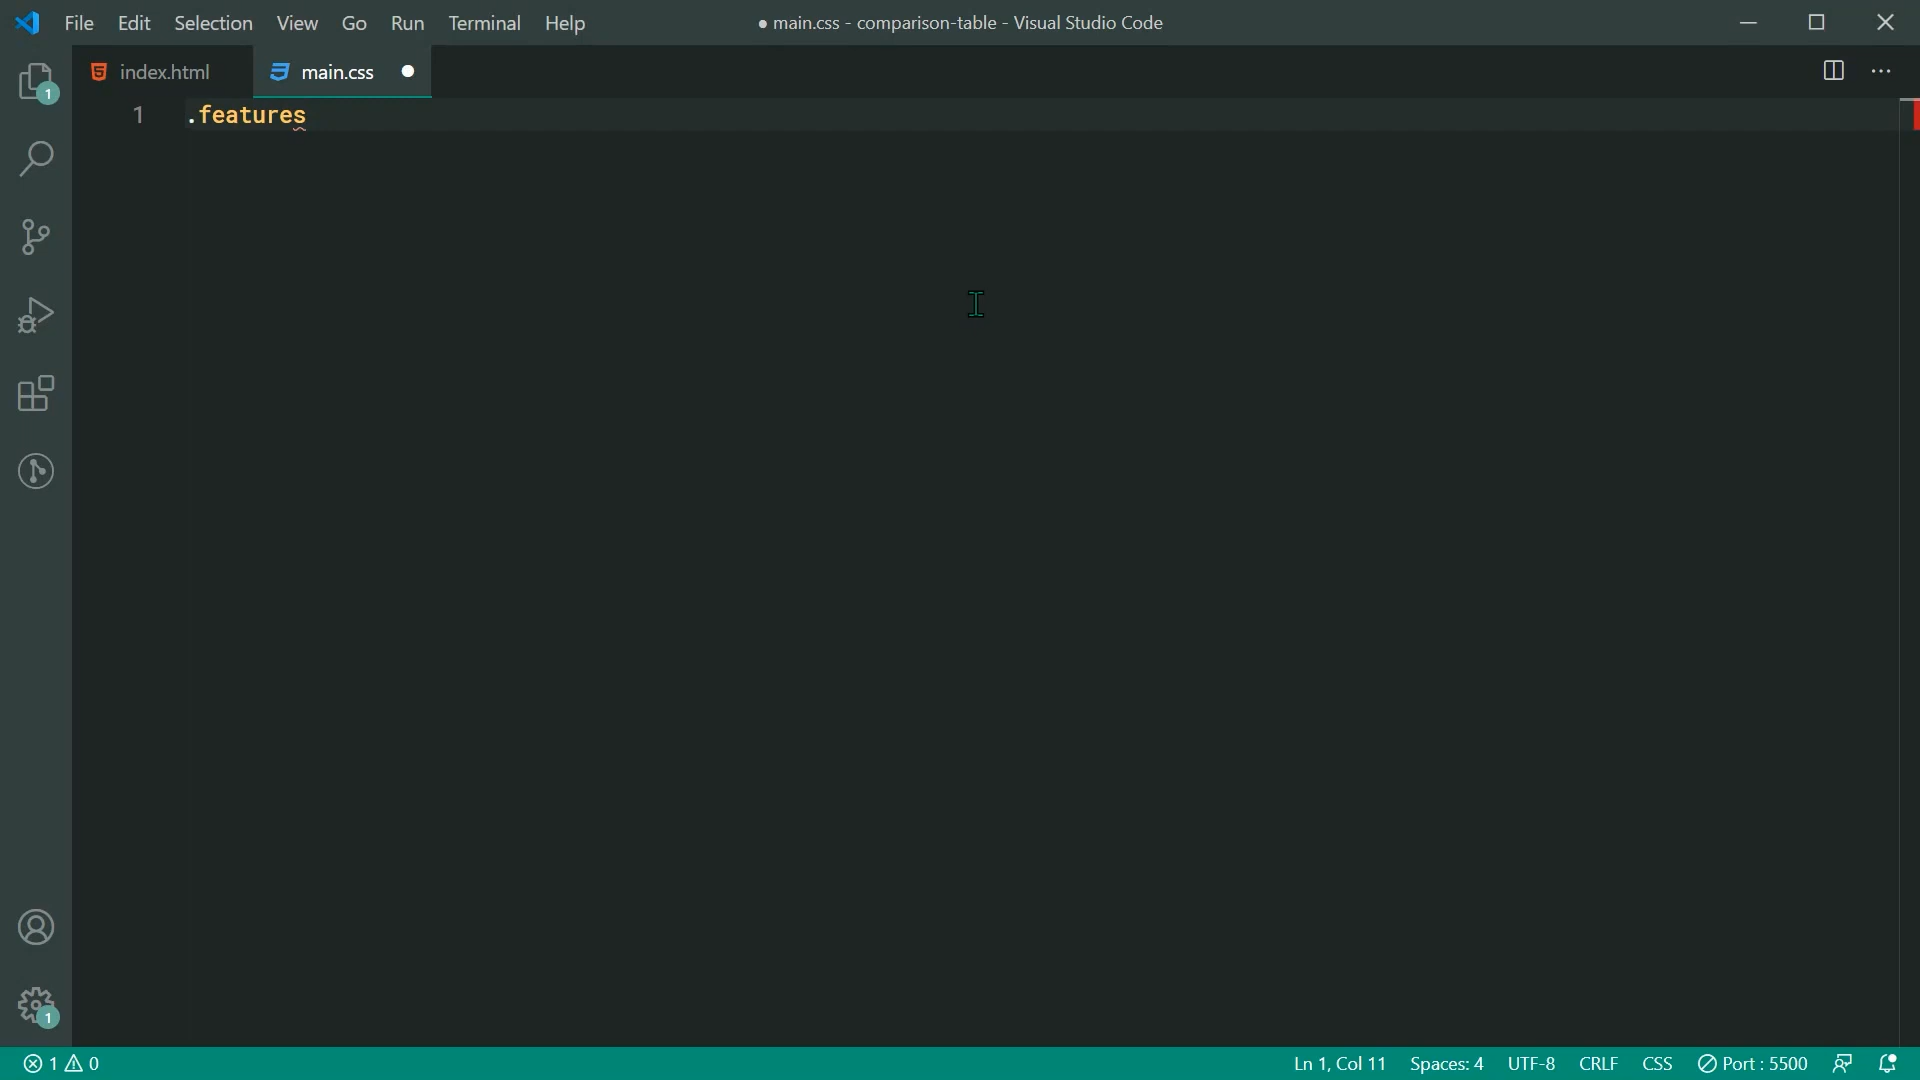 File Edit Selection View Go Run Terminal Help
● main.css - comparison-table - Visual Studio Code
index.html
main.css
1 .features
1
1
1 0
Ln 1, Col 11 Spaces: 4 UTF-8 CRLF CSS Port : 5500